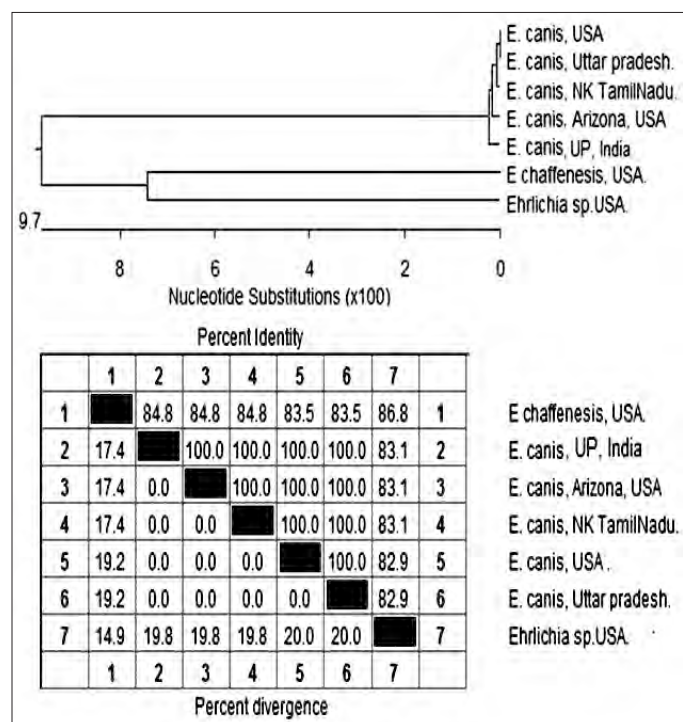 E. canis, USA
E. canis, Uttar pradesh.
E. canis, NK TamilNadu.
E. canis, Arizona, USA
E. canis, UP, India
E chaffenesis, USA.
Ehrlichia sp.USA.
9.7
8 6 4 2 0
Nucleotide Substitutions (x100)
Percent Identity
1 2 3 4 5 6 7
1 84.8 84.8 84.8 83.5 83.5 86.8 1 E chaffenesis, USA.
2 17.4 100.0 100.0 100.0 100.0 83.1 2 E. canis, UP, India
3 17.4 0.0 100.0 100.0 100.0 83.1 3 E. canis, Arizona, USA
4 17.4 0.0 0.0 100.0 100.0 83.1 4 E. canis, NK TamilNadu.
5 19.2 0.0 0.0 0.0 100.0 82.9 5 E. canis, USA.
6 19.2 0.0 0.0 0.0 0.0 82.9 6 E. canis, Uttar pradesh.
7 14.9 19.8 19.8 19.8 20.0 20.0 7 Ehrlichia sp.USA.
1 2 3 4 5 6 7
Percent divergence